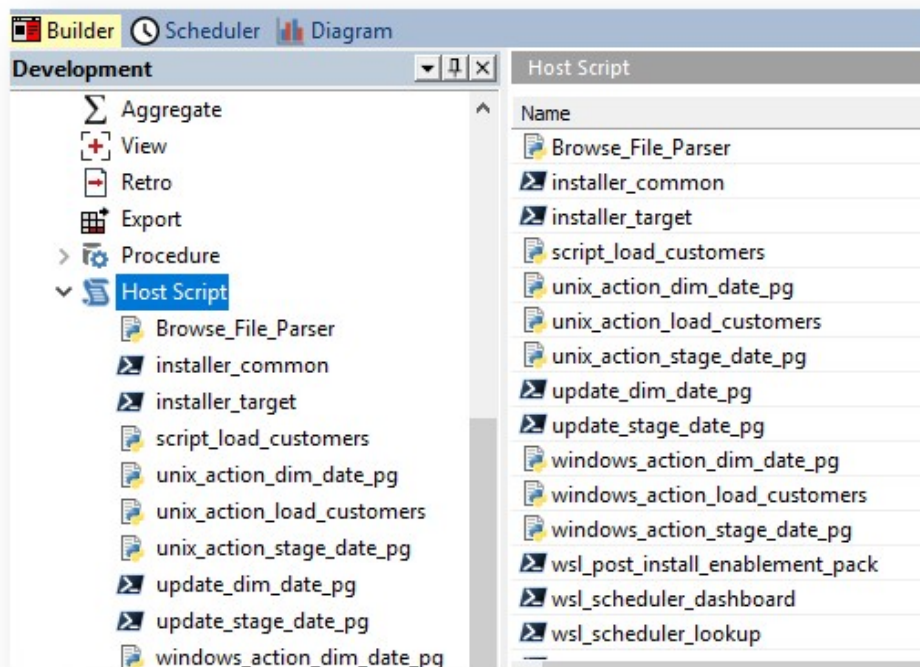 Builder Scheduler Diagram
Development
Aggregate
View
Retro
Export
Procedure
Host Script
Browse_File_Parser
installer_common
installer_target
script_load_customers
unix_action_dim_date_pg
unix_action_load_customers
unix_action_stage_date_pg
update_dim_date_pg
update_stage_date_pg
windows_action_dim_date_pg
Host Script
Name
Browse_File_Parser
installer_common
installer_target
script_load_customers
unix_action_dim_date_pg
unix_action_load_customers
unix_action_stage_date_pg
update_dim_date_pg
update_stage_date_pg
windows_action_dim_date_pg
windows_action_load_customers
windows_action_stage_date_pg
wsl_post_install_enablement_pack
wsl_scheduler_dashboard
wsl_scheduler_lookup